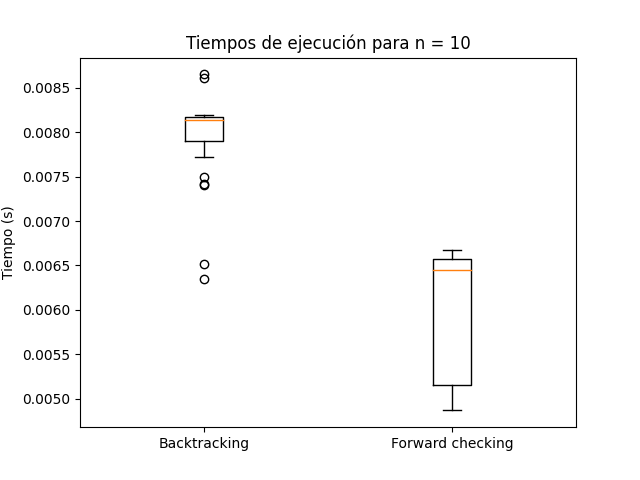 Tiempos de ejecución para n = 10
Tiempo (s)
0.0085
0.0080
0.0075
0.0070
0.0065
0.0060
0.0055
0.0050
Backtracking
Forward checking